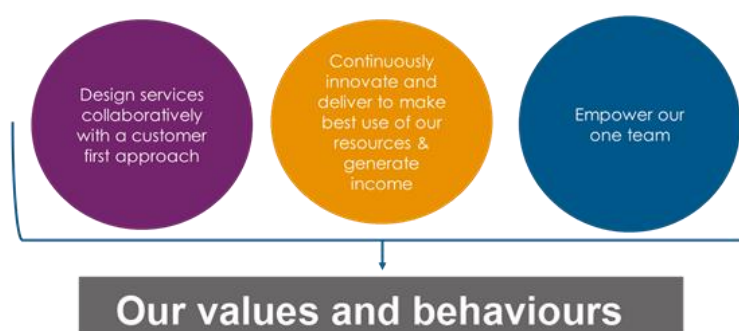 Design services
collaboratively
with a customer
first approach
Continuously
innovate and
deliver to make
best use of our
resources &
generate
income
Empower our
one team
Our values and behaviours